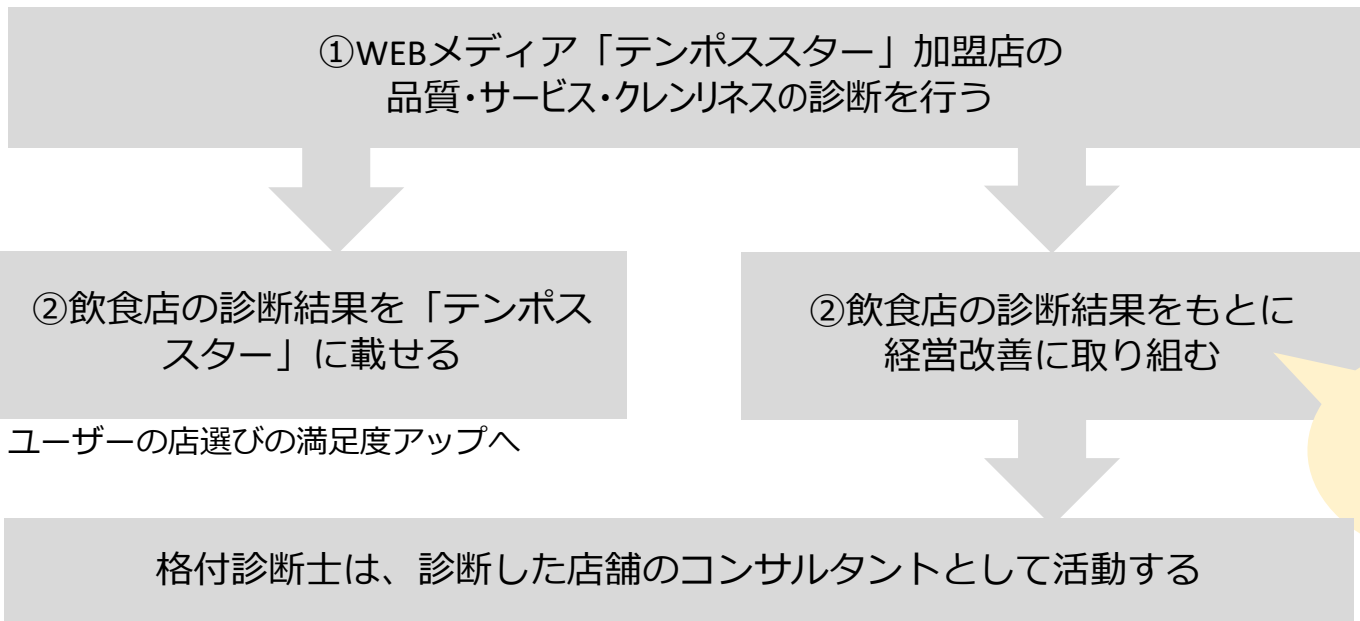 ①WEBメディア「テンポススター」加盟店の
品質･サービス･クレンリネスの診断を行う
②飲食店の診断結果を「テンポス
スター」に載せる
②飲食店の診断結果をもとに
経営改善に取り組む
ユーザーの店選びの満足度アップへ
格付診断士は、診断した店舗のコンサルタントとして活動する